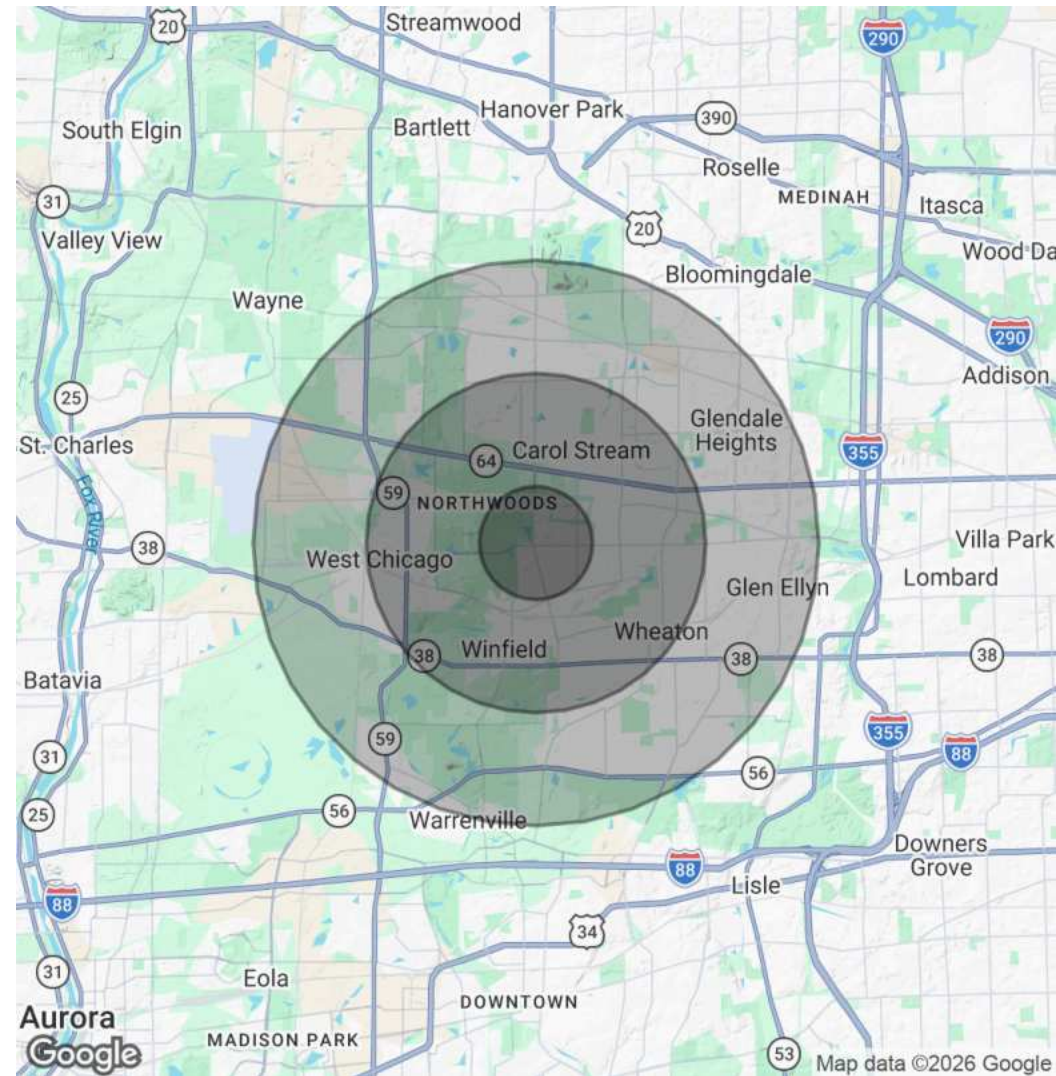 20
Streamwood
290
Hanover Park
390
South Elgin
Bartlett
Roselle
MEDINAH
31
Itasca
20
Valley View
Wood Da
Bloomingdale
Wayne
290
Addison
25
Glendale
Heights
St. Charles
Carol Stream
355
64
59
NORTHWOODS
Fox River
38
Villa Park
West Chicago
Lombard
Glen Ellyn
Wheaton
Winfield
38
38
38
Batavia
59
355
31
88
56
56
25
Warrenville
Downers
Grove
88
Lisle
88
34
31
Eola
DOWNTOWN
Aurora
MADISON PARK
Google
53
Map data ©2026 Google